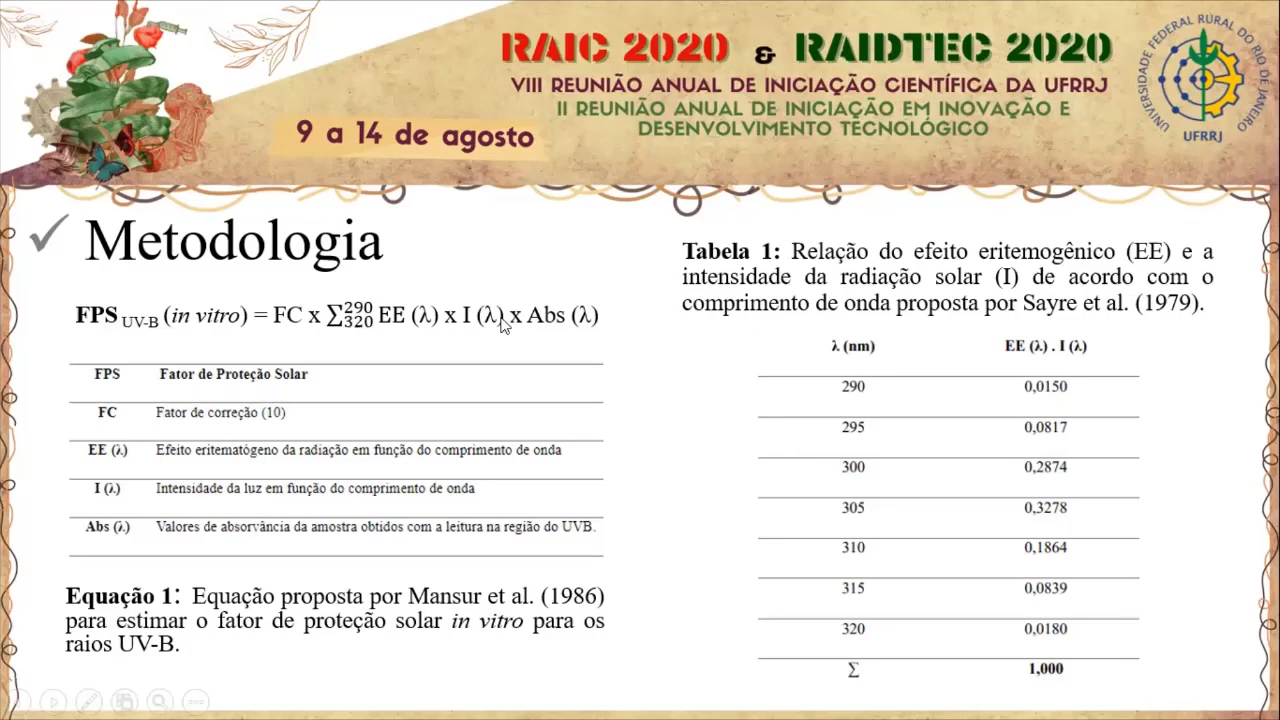 RAIC 2020 & RAIDTEC 2020
VIII REUNIÃO ANUAL DE INICIAÇÃO CIENTÍFICA DA UFRRJ
II REUNIÃO ANUAL DE INICIAÇÃO EM INOVAÇÃO E
DESENVOLVIMENTO TECNOLÓGICO
9 a 14 de agosto
UNIVERSIDADE FEDERAL RURAL DO RIO DE JANEIRO
UFRRJ
Metodologia
FPS UV-B (in vitro) = FC x ∑²⁹⁰₃₂₀ EE (λ) x I (λ) x Abs (λ)
FPS Fator de Proteção Solar
FC Fator de correção (10)
EE (λ) Efeito eritematógeno da radiação em função do comprimento de onda
I (λ) Intensidade da luz em função do comprimento de onda
Abs (λ) Valores de absorvância da amostra obtidos com a leitura na região do UVB.
Equação 1: Equação proposta por Mansur et al. (1986)
para estimar o fator de proteção solar in vitro para os
raios UV-B.
Tabela 1: Relação do efeito eritemogênico (EE) e a
intensidade da radiação solar (I) de acordo com o
comprimento de onda proposta por Sayre et al. (1979).
λ (nm) EE (λ) . I (λ)
290 0,0150
295 0,0817
300 0,2874
305 0,3278
310 0,1864
315 0,0839
320 0,0180
∑ 1,000